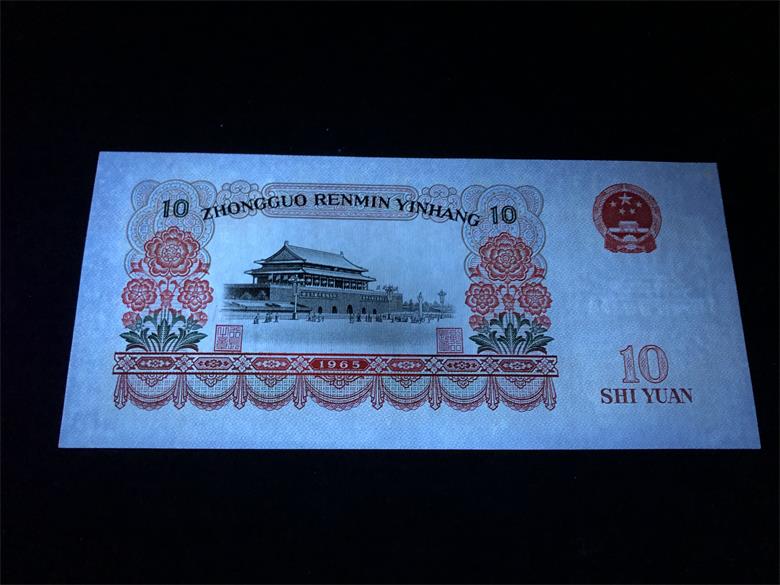 10 ZHONGGUO RENMIN YINHANG 10
1965
10
SHI YUAN